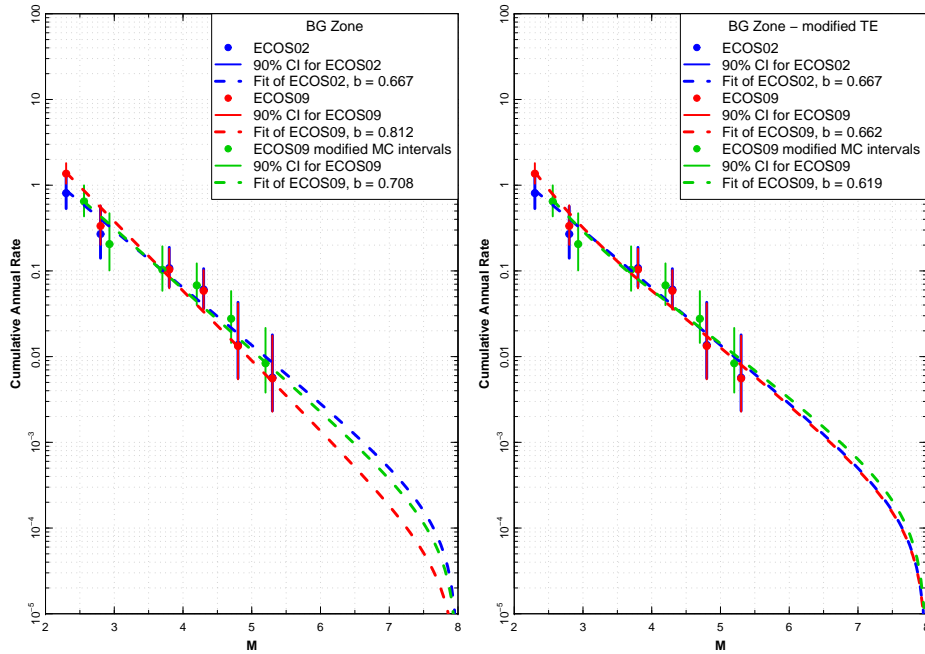 BG Zone
ECOS02
90% CI for ECOS02
Fit of ECOS02, b = 0.667
ECOS09
90% CI for ECOS09
Fit of ECOS09, b = 0.812
ECOS09 modified MC intervals
90% CI for ECOS09
Fit of ECOS09, b = 0.708
Cumulative Annual Rate
100
10
1
0.1
0.01
10−3
10−4
10−5
2
3
4
5
6
7
8
M
BG Zone − modified TE
ECOS02
90% CI for ECOS02
Fit of ECOS02, b = 0.667
ECOS09
90% CI for ECOS09
Fit of ECOS09, b = 0.662
ECOS09 modified MC intervals
90% CI for ECOS09
Fit of ECOS09, b = 0.619
Cumulative Annual Rate
100
10
1
0.1
0.01
10−3
10−4
10−5
2
3
4
5
6
7
8
M